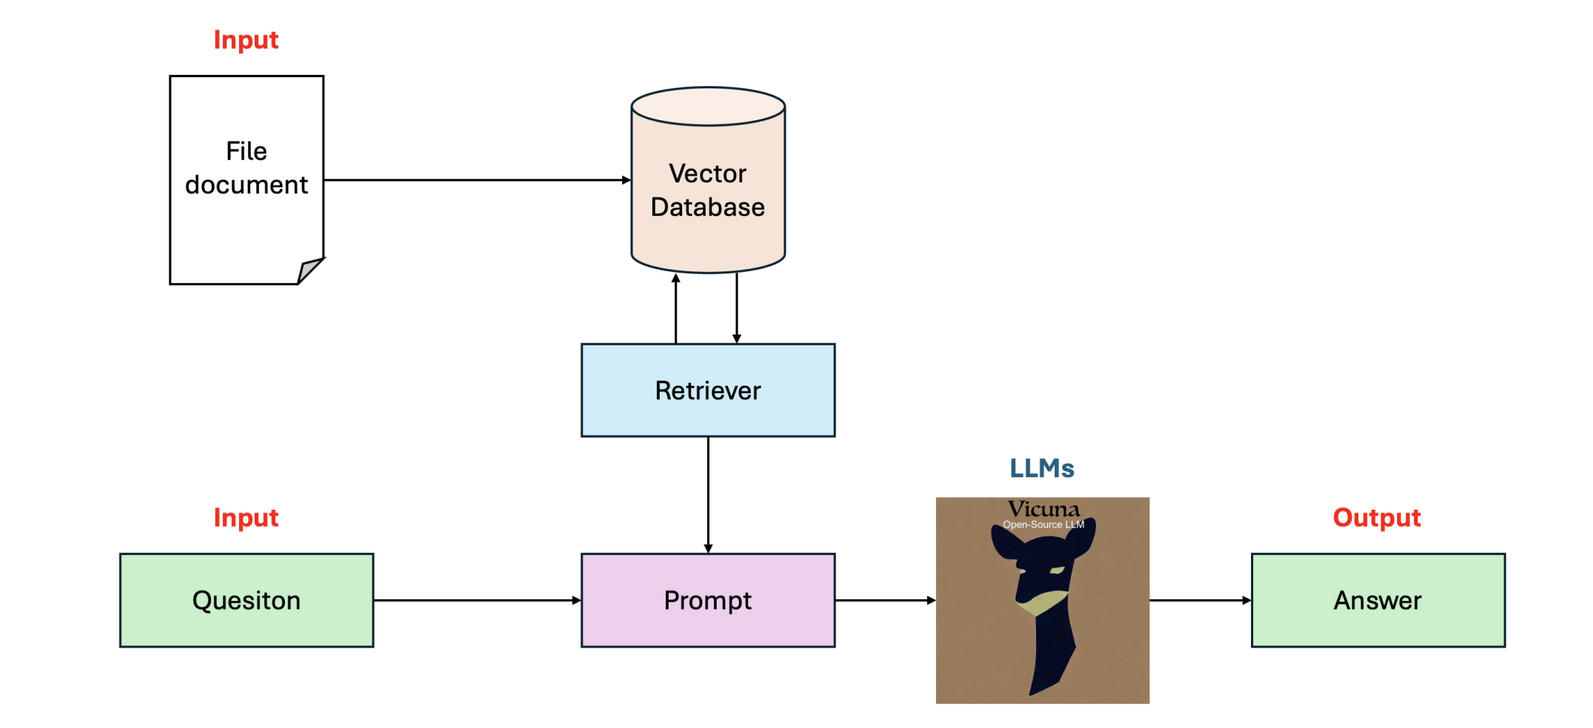 Input
File
document
Vector
Database
Retriever
LLMs
Input
Vicuna
Open-Source LLM
Output
Quesiton
Prompt
Answer